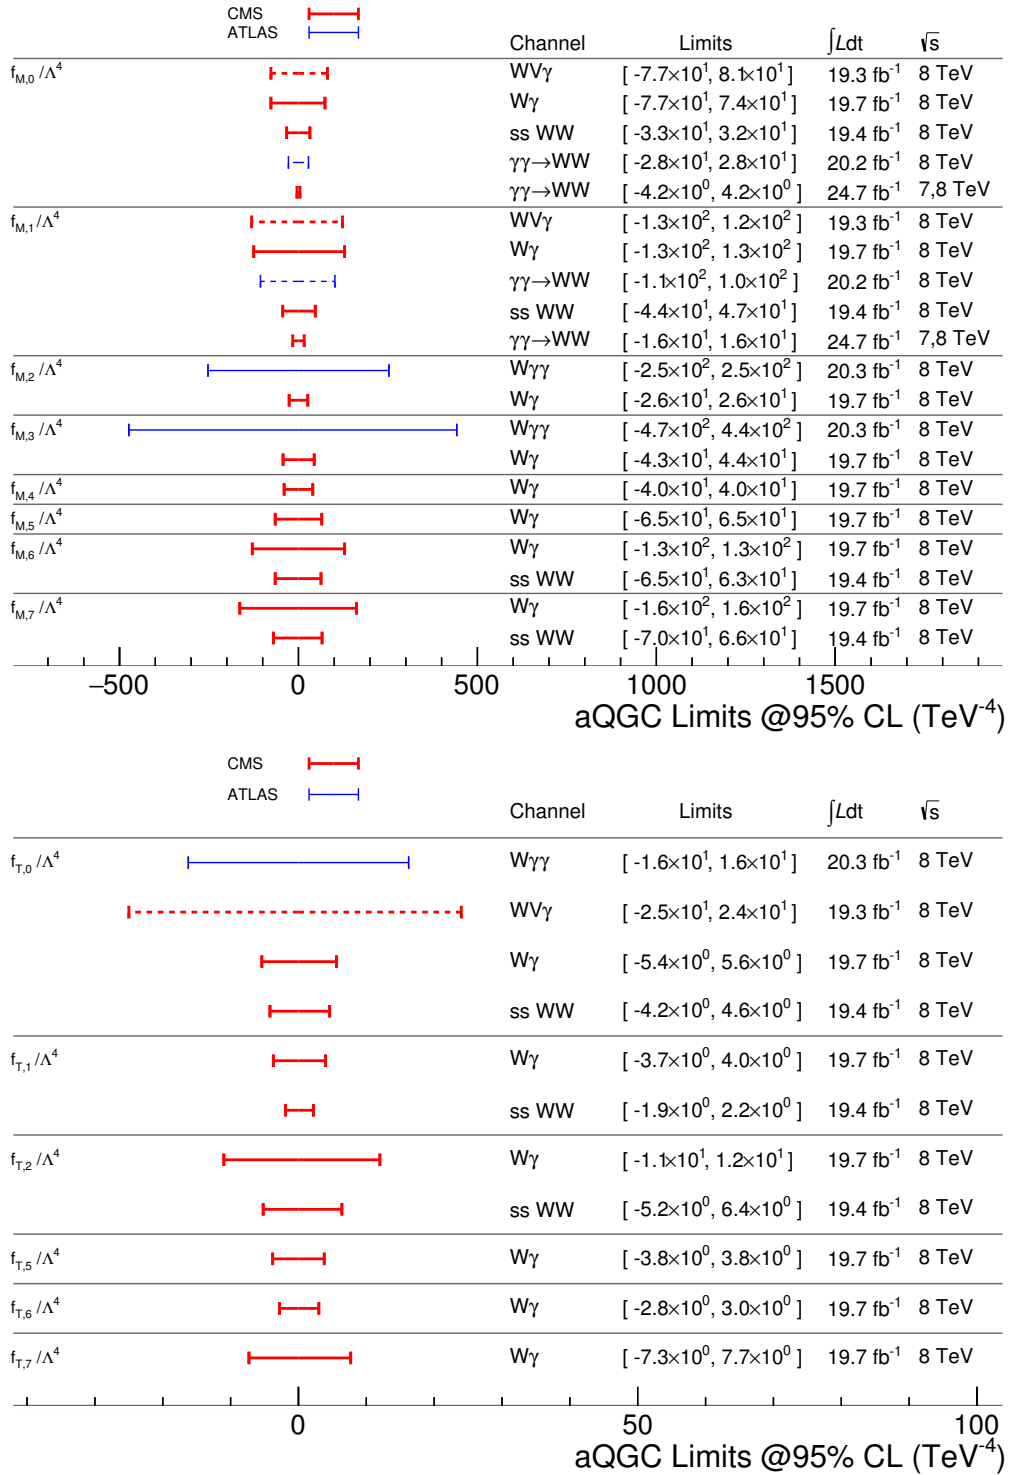 CMS
ATLAS
Channel Limits ∫Ldt √s
f_{M,0}/Λ^4 WVγ [ -7.7×10^1, 8.1×10^1 ] 19.3 fb^-1 8 TeV
Wγ [ -7.7×10^1, 7.4×10^1 ] 19.7 fb^-1 8 TeV
ss WW [ -3.3×10^1, 3.2×10^1 ] 19.4 fb^-1 8 TeV
γγ→WW [ -2.8×10^1, 2.8×10^1 ] 20.2 fb^-1 8 TeV
γγ→WW [ -4.2×10^0, 4.2×10^0 ] 24.7 fb^-1 7,8 TeV
f_{M,1}/Λ^4 WVγ [ -1.3×10^2, 1.2×10^2 ] 19.3 fb^-1 8 TeV
Wγ [ -1.3×10^2, 1.3×10^2 ] 19.7 fb^-1 8 TeV
γγ→WW [ -1.1×10^2, 1.0×10^2 ] 20.2 fb^-1 8 TeV
ss WW [ -4.4×10^1, 4.7×10^1 ] 19.4 fb^-1 8 TeV
γγ→WW [ -1.6×10^1, 1.6×10^1 ] 24.7 fb^-1 7,8 TeV
f_{M,2}/Λ^4 Wγγ [ -2.5×10^2, 2.5×10^2 ] 20.3 fb^-1 8 TeV
Wγ [ -2.6×10^1, 2.6×10^1 ] 19.7 fb^-1 8 TeV
f_{M,3}/Λ^4 Wγγ [ -4.7×10^2, 4.4×10^2 ] 20.3 fb^-1 8 TeV
Wγ [ -4.3×10^1, 4.4×10^1 ] 19.7 fb^-1 8 TeV
f_{M,4}/Λ^4 Wγ [ -4.0×10^1, 4.0×10^1 ] 19.7 fb^-1 8 TeV
f_{M,5}/Λ^4 Wγ [ -6.5×10^1, 6.5×10^1 ] 19.7 fb^-1 8 TeV
f_{M,6}/Λ^4 Wγ [ -1.3×10^2, 1.3×10^2 ] 19.7 fb^-1 8 TeV
ss WW [ -6.5×10^1, 6.3×10^1 ] 19.4 fb^-1 8 TeV
f_{M,7}/Λ^4 Wγ [ -1.6×10^2, 1.6×10^2 ] 19.7 fb^-1 8 TeV
ss WW [ -7.0×10^1, 6.6×10^1 ] 19.4 fb^-1 8 TeV
−500 0 500 1000 1500
aQGC Limits @95% CL (TeV^-4)
CMS
ATLAS
Channel Limits ∫Ldt √s
f_{T,0}/Λ^4 Wγγ [ -1.6×10^1, 1.6×10^1 ] 20.3 fb^-1 8 TeV
WVγ [ -2.5×10^1, 2.4×10^1 ] 19.3 fb^-1 8 TeV
Wγ [ -5.4×10^0, 5.6×10^0 ] 19.7 fb^-1 8 TeV
ss WW [ -4.2×10^0, 4.6×10^0 ] 19.4 fb^-1 8 TeV
f_{T,1}/Λ^4 Wγ [ -3.7×10^0, 4.0×10^0 ] 19.7 fb^-1 8 TeV
ss WW [ -1.9×10^0, 2.2×10^0 ] 19.4 fb^-1 8 TeV
f_{T,2}/Λ^4 Wγ [ -1.1×10^1, 1.2×10^1 ] 19.7 fb^-1 8 TeV
ss WW [ -5.2×10^0, 6.4×10^0 ] 19.4 fb^-1 8 TeV
f_{T,5}/Λ^4 Wγ [ -3.8×10^0, 3.8×10^0 ] 19.7 fb^-1 8 TeV
f_{T,6}/Λ^4 Wγ [ -2.8×10^0, 3.0×10^0 ] 19.7 fb^-1 8 TeV
f_{T,7}/Λ^4 Wγ [ -7.3×10^0, 7.7×10^0 ] 19.7 fb^-1 8 TeV
0 50 100
aQGC Limits @95% CL (TeV^-4)